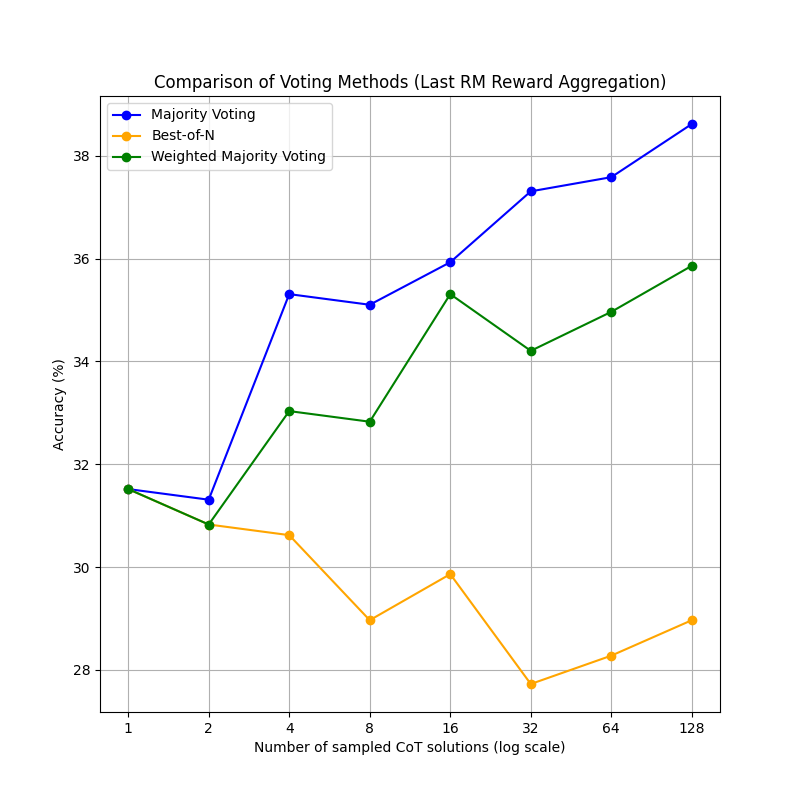 Comparison of Voting Methods (Last RM Reward Aggregation)
Majority Voting
Best-of-N
Weighted Majority Voting
Accuracy (%)
38
36
34
32
30
28
1 2 4 8 16 32 64 128
Number of sampled CoT solutions (log scale)